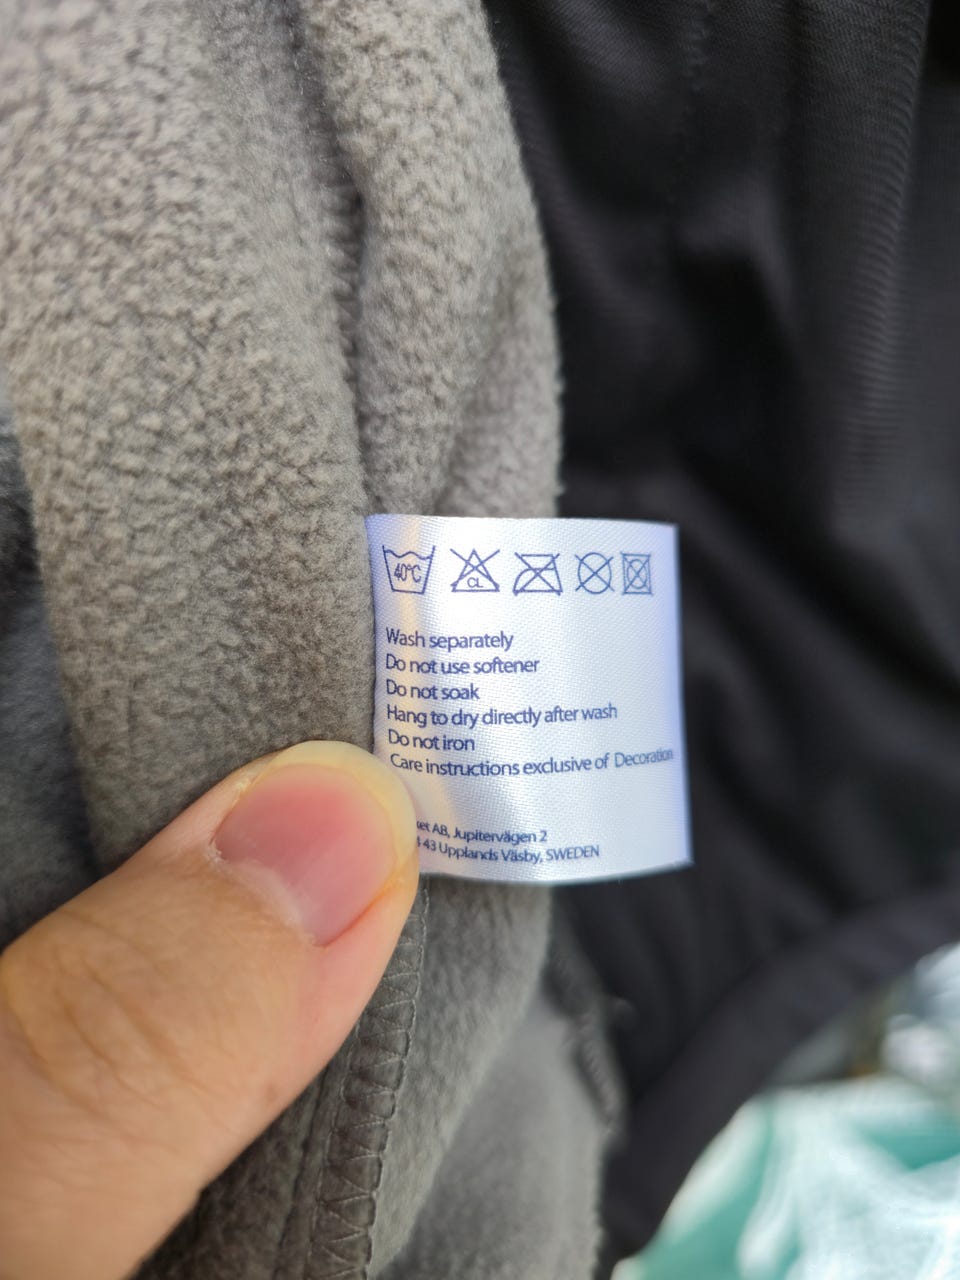 40°C CL
Wash separately
Do not use softener
Do not soak
Hang to dry directly after wash
Do not iron
Care instructions exclusive of Decoration
AB, Jupitervägen 2
43 Upplands Väsby, SWEDEN